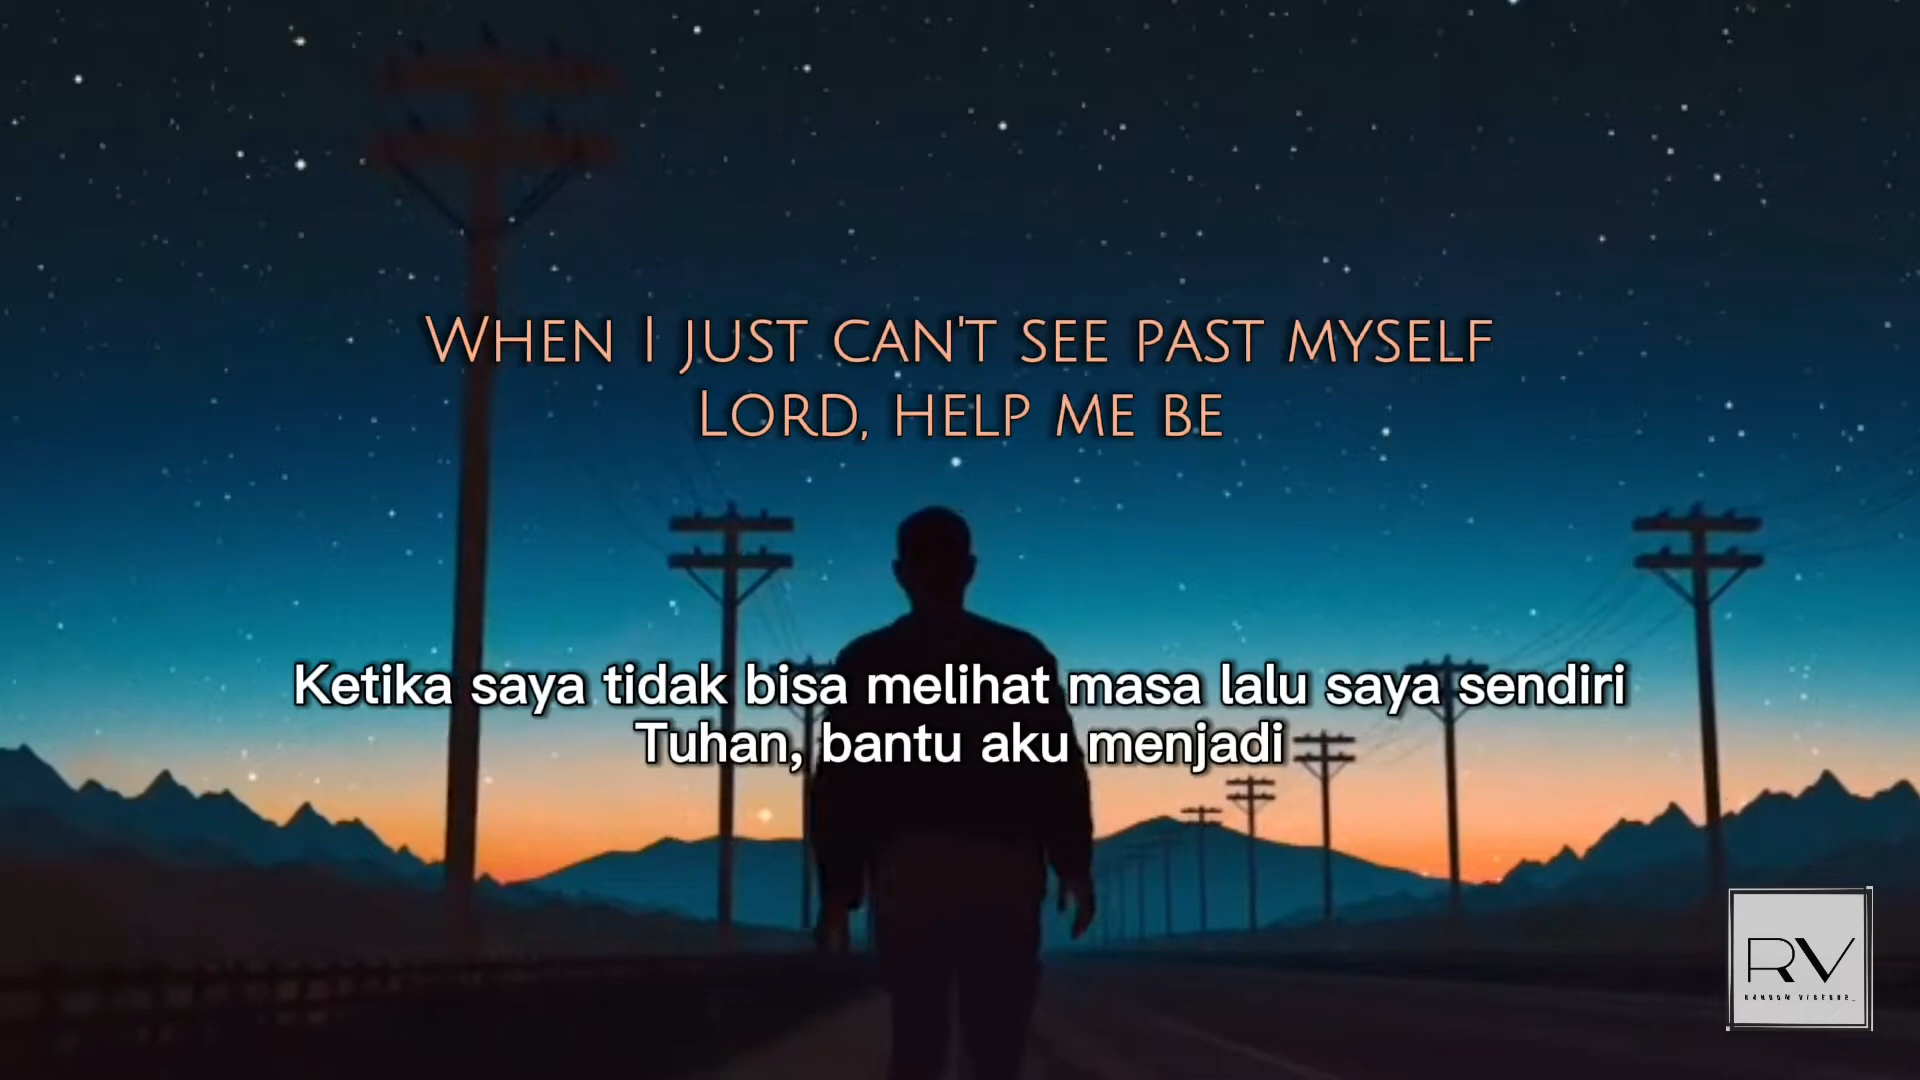 When I just can't see past myself
Lord, help me be
Ketika saya tidak bisa melihat masa lalu saya sendiri
Tuhan, bantu aku menjadi
RV